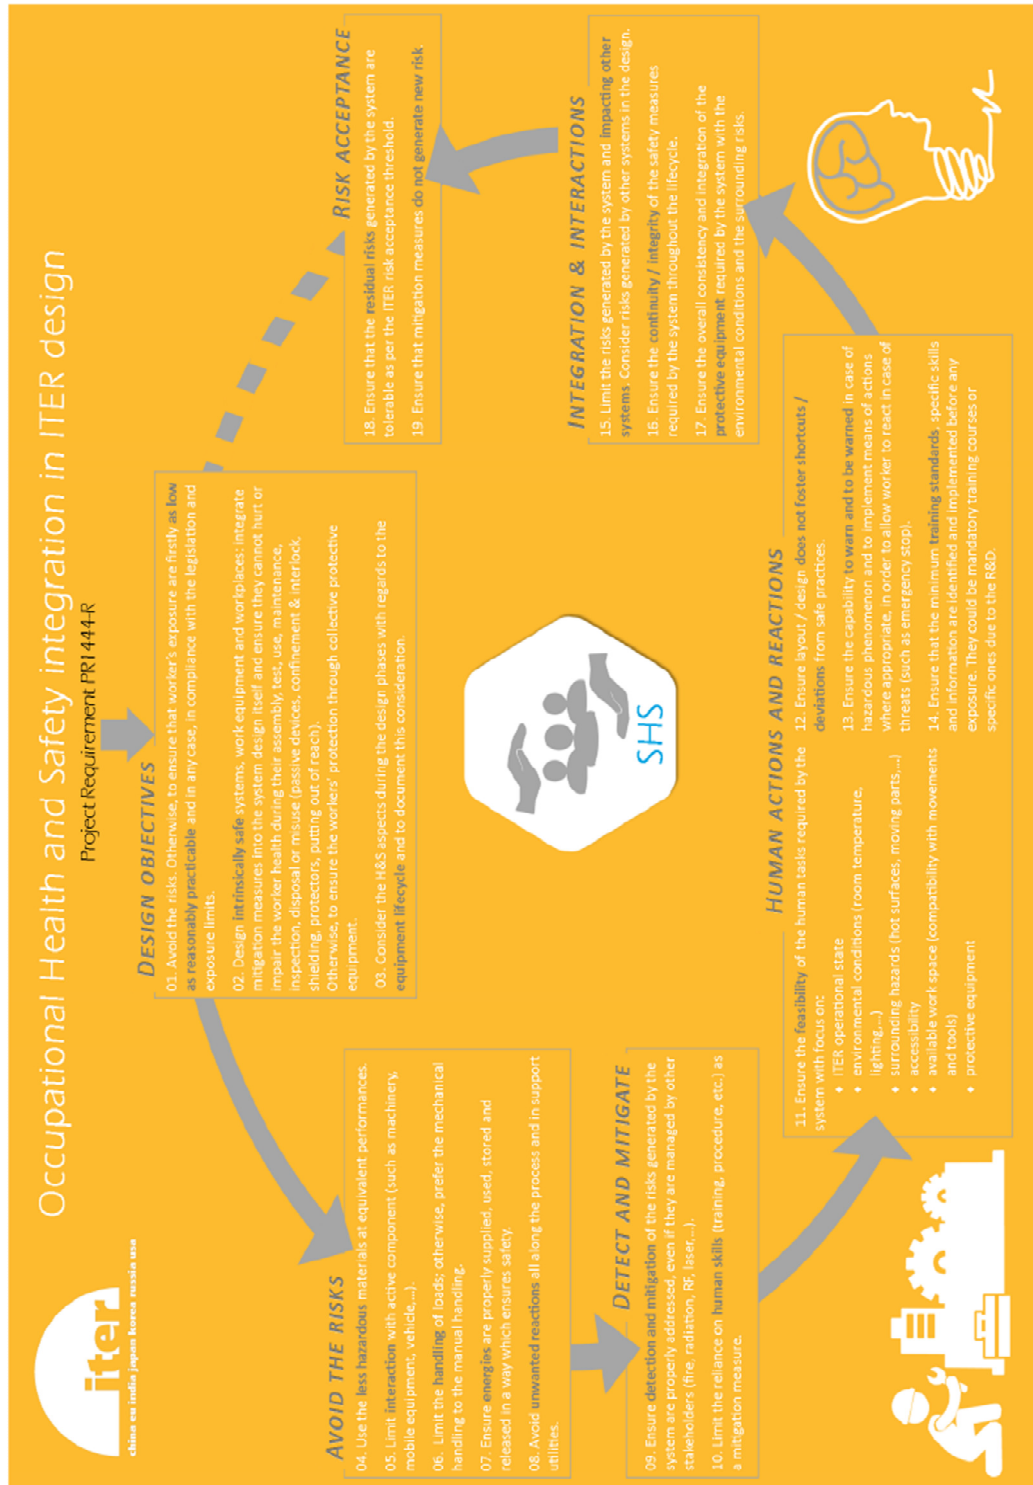 iter
china eu india japan korea russia usa
Occupational Health and Safety integration in ITER design
Project Requirement PR1444-R
DESIGN OBJECTIVES
01. Avoid the risks. Otherwise, to ensure that worker's exposure are firstly as low
as reasonably practicable and in any case, in compliance with the legislation and
exposure limits.
02. Design intrinsically safe systems, work equipment and workplaces: integrate
mitigation measures into the system design itself and ensure they cannot hurt or
impair the worker health during their assembly, test, use, maintenance,
inspection, disposal or misuse (passive devices, confinement & interlock,
shielding, protectors, putting out of reach).
Otherwise, to ensure the workers' protection through collective protective
equipment.
03. Consider the H&S aspects during the design phases with regards to the
equipment lifecycle and to document this consideration.
AVOID THE RISKS
04. Use the less hazardous materials at equivalent performances.
05. Limit interaction with active component (such as machinery,
mobile equipment, vehicle,...).
06. Limit the handling of loads; otherwise, prefer the mechanical
handling to the manual handling.
07. Ensure energies are properly supplied, used, stored and
released in a way which ensures safety.
08. Avoid unwanted reactions all along the process and in support
utilities.
DETECT AND MITIGATE
09. Ensure detection and mitigation of the risks generated by the
system are properly addressed, even if they are managed by other
stakeholders (fire, radiation, RF, laser,...).
10. Limit the reliance on human skills (training, procedure, etc.) as
a mitigation measure.
HUMAN ACTIONS AND REACTIONS
11. Ensure the feasibility of the human tasks required by the
system with focus on:
♦ ITER operational state
♦ environmental conditions (room temperature,
lighting,...)
♦ surrounding hazards (hot surfaces, moving parts,...)
♦ accessibility
♦ available work space (compatibility with movements
and tools)
♦ protective equipment
12. Ensure layout / design does not foster shortcuts /
deviations from safe practices.
13. Ensure the capability to warn and to be warned in case of
hazardous phenomenon and to implement means of actions
where appropriate, in order to allow worker to react in case of
threats (such as emergency stop).
14. Ensure that the minimum training standards, specific skills
and information are identified and implemented before any
exposure. They could be mandatory training courses or
specific ones due to the R&D.
INTEGRATION & INTERACTIONS
15. Limit the risks generated by the system and impacting other
systems. Consider risks generated by other systems in the design.
16. Ensure the continuity / integrity of the safety measures
required by the system throughout the lifecycle.
17. Ensure the overall consistency and integration of the
protective equipment required by the system with the
environmental conditions and the surrounding risks.
RISK ACCEPTANCE
18. Ensure that the residual risks generated by the system are
tolerable as per the ITER risk acceptance threshold.
19. Ensure that mitigation measures do not generate new risk
SHS